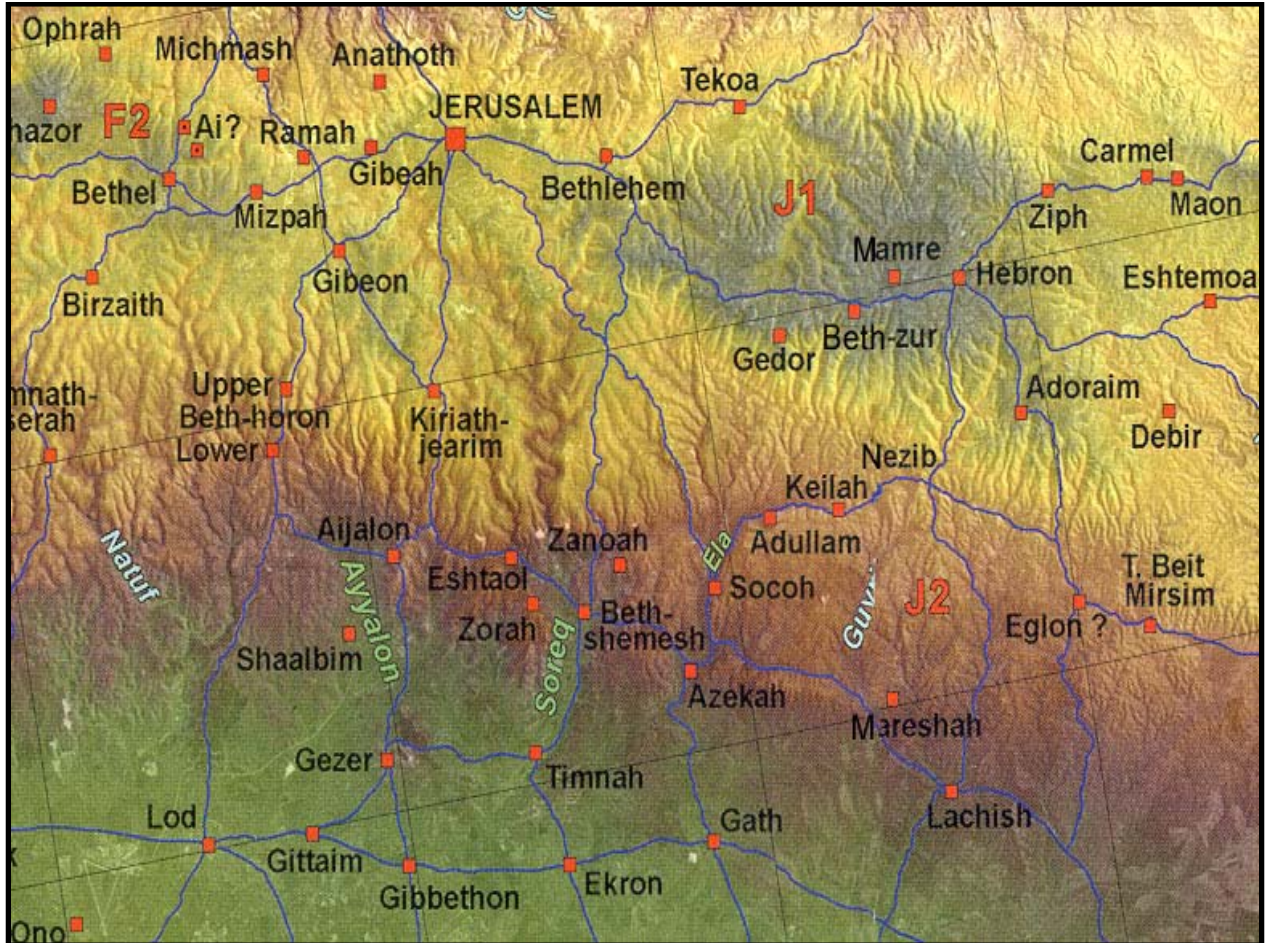 Ophrah
Michmash
Anathoth
Tekoa
JERUSALEM
hazor
F2
Ai?
Ramah
Carmel
Gibeah
Bethel
Bethlehem
J1
Mizpah
Ziph
Maon
Mamre
Gibeon
Hebron
Eshtemoa
Birzaith
Beth-zur
Gedor
mnath-
serah
Upper
Beth-horon
Lower
Kiriath-
jearim
Adoraim
Debir
Nezib
Keilah
Natuf
Aijalon
Zanoah
Ela
Adullam
Eshtaol
Ayyalon
Socoh
Guv
J2
T. Beit
Mirsim
Zorah
Soreq
Beth-
shemesh
Eglon ?
Shaalbim
Azekah
Mareshah
Gezer
Timnah
Lod
Gath
Lachish
Gittaim
Gibbethon
Ekron
Ono